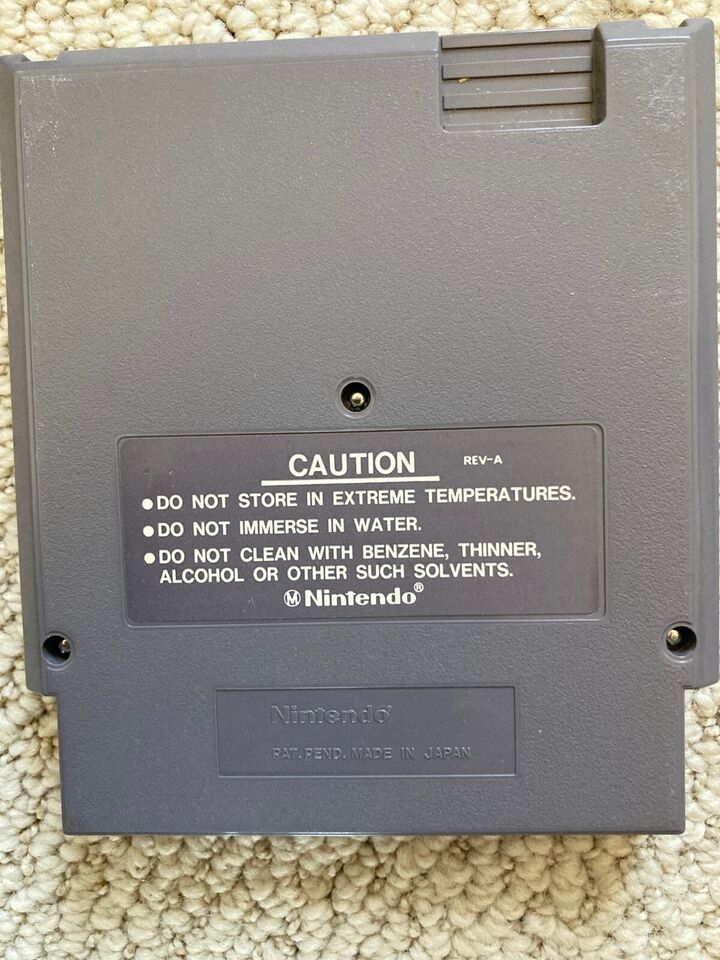 CAUTION REV-A
●DO NOT STORE IN EXTREME TEMPERATURES.
●DO NOT IMMERSE IN WATER.
●DO NOT CLEAN WITH BENZENE, THINNER,
ALCOHOL OR OTHER SUCH SOLVENTS.
Ⓜ Nintendo®
Nintendo®
PAT. PEND. MADE IN JAPAN